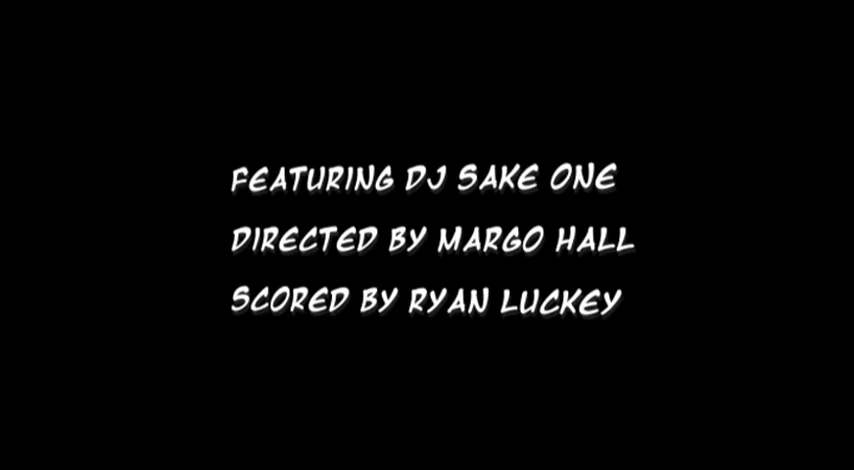 FEATURING DJ SAKE ONE
DIRECTED BY MARGO HALL
SCORED BY RYAN LUCKEY